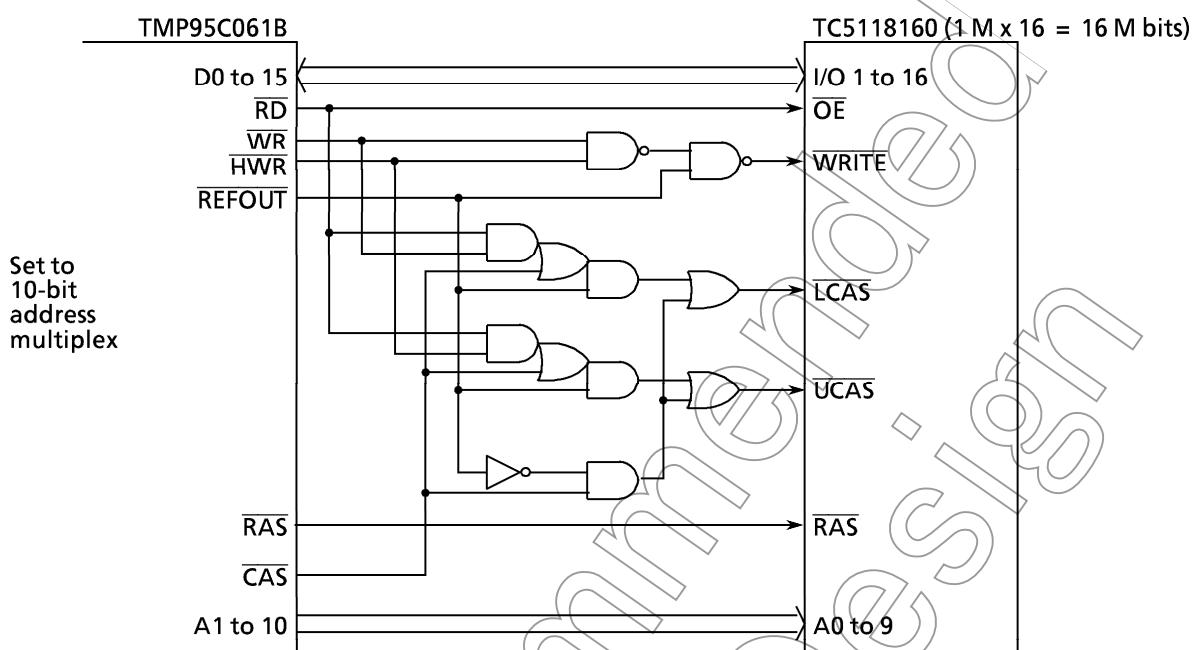 TMP95C061B
TC5118160 (1 M x 16 = 16 M bits)
D0 to 15
I/O 1 to 16
RD
OE
WR
HWR
WRITE
REFOUT
Set to
10-bit
address
multiplex
LCAS
UCAS
RAS
RAS
CAS
A1 to 10
A0 to 9